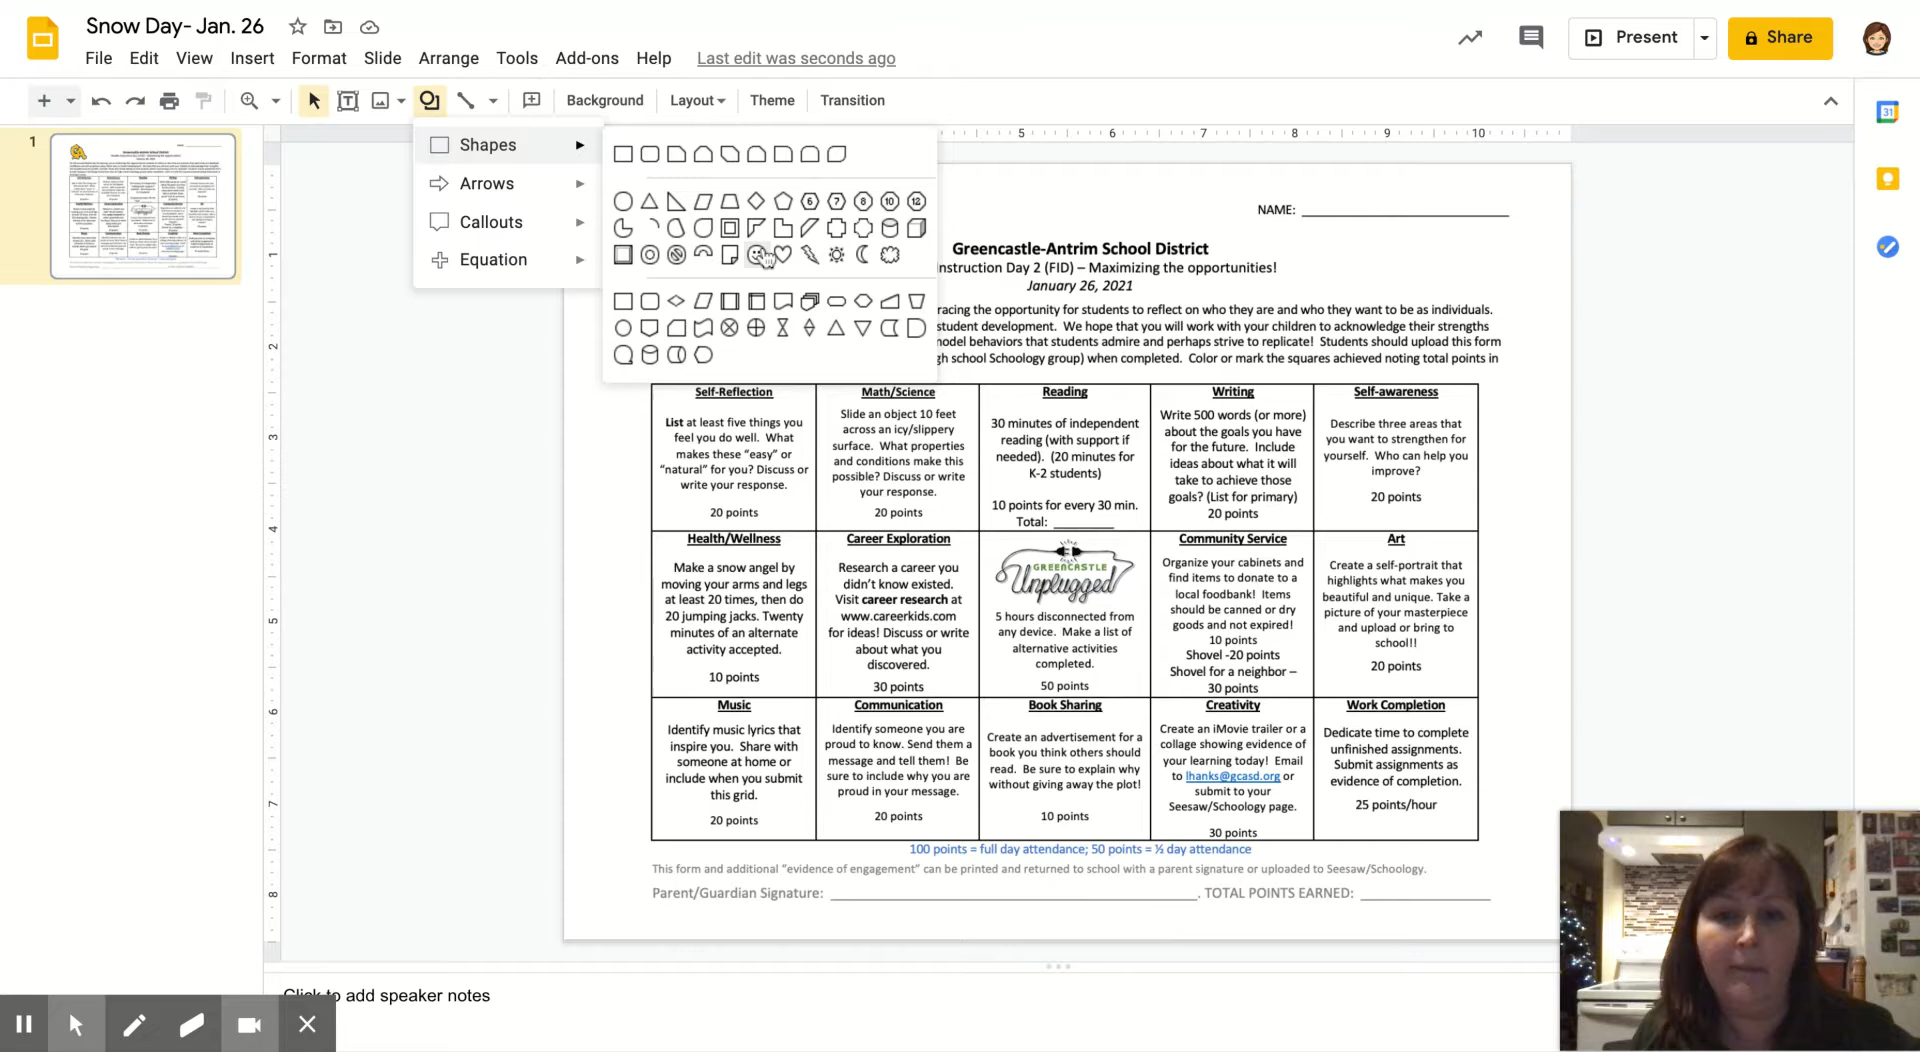 Snow Day- Jan. 26
File Edit View Insert Format Slide Arrange Tools Add-ons Help Last edit was seconds ago
Present
Share
Background Layout Theme Transition
31
1
Shapes
Arrows
Callouts
Equation
6 7 8 10 12
5 6 7 8 9 10
1
2
3
4
5
6
7
8
NAME:
Greencastle-Antrim School District
nstruction Day 2 (FID) – Maximizing the opportunities!
January 26, 2021
racing the opportunity for students to reflect on who they are and who they want to be as individuals.
student development. We hope that you will work with your children to acknowledge their strengths
nodel behaviors that students admire and perhaps strive to replicate! Students should upload this form
gh school Schoology group) when completed. Color or mark the squares achieved noting total points in
Self-Reflection
List at least five things you
feel you do well. What
makes these “easy” or
“natural” for you? Discuss or
write your response.
20 points
Math/Science
Slide an object 10 feet
across an icy/slippery
surface. What properties
and conditions make this
possible? Discuss or write
your response.
20 points
Reading
30 minutes of independent
reading (with support if
needed). (20 minutes for
K-2 students)
10 points for every 30 min.
Total:
Writing
Write 500 words (or more)
about the goals you have
for the future. Include
ideas about what it will
take to achieve those
goals? (List for primary)
20 points
Self-awareness
Describe three areas that
you want to strengthen for
yourself. Who can help you
improve?
20 points
Health/Wellness
Make a snow angel by
moving your arms and legs
at least 20 times, then do
20 jumping jacks. Twenty
minutes of an alternate
activity accepted.
10 points
Career Exploration
Research a career you
didn’t know existed.
Visit career research at
www.careerkids.com
for ideas! Discuss or write
about what you
discovered.
30 points
GREENCASTLE
Unplugged
5 hours disconnected from
any device. Make a list of
alternative activities
completed.
50 points
Community Service
Organize your cabinets and
find items to donate to a
local foodbank! Items
should be canned or dry
goods and not expired!
10 points
Shovel -20 points
Shovel for a neighbor –
30 points
Art
Create a self-portrait that
highlights what makes you
beautiful and unique. Take a
picture of your masterpiece
and upload or bring to
school!!
20 points
Music
Identify music lyrics that
inspire you. Share with
someone at home or
include when you submit
this grid.
20 points
Communication
Identify someone you are
proud to know. Send them a
message and tell them! Be
sure to include why you are
proud in your message.
20 points
Book Sharing
Create an advertisement for a
book you think others should
read. Be sure to explain why
without giving away the plot!
10 points
Creativity
Create an iMovie trailer or a
collage showing evidence of
your learning today! Email
to lhanks@gcasd.org or
submit to your
Seesaw/Schoology page.
30 points
Work Completion
Dedicate time to complete
unfinished assignments.
Submit assignments as
evidence of completion.
25 points/hour
100 points = full day attendance; 50 points = ½ day attendance
This form and additional “evidence of engagement” can be printed and returned to school with a parent signature or uploaded to Seesaw/Schoology.
Parent/Guardian Signature: . TOTAL POINTS EARNED:
Click to add speaker notes